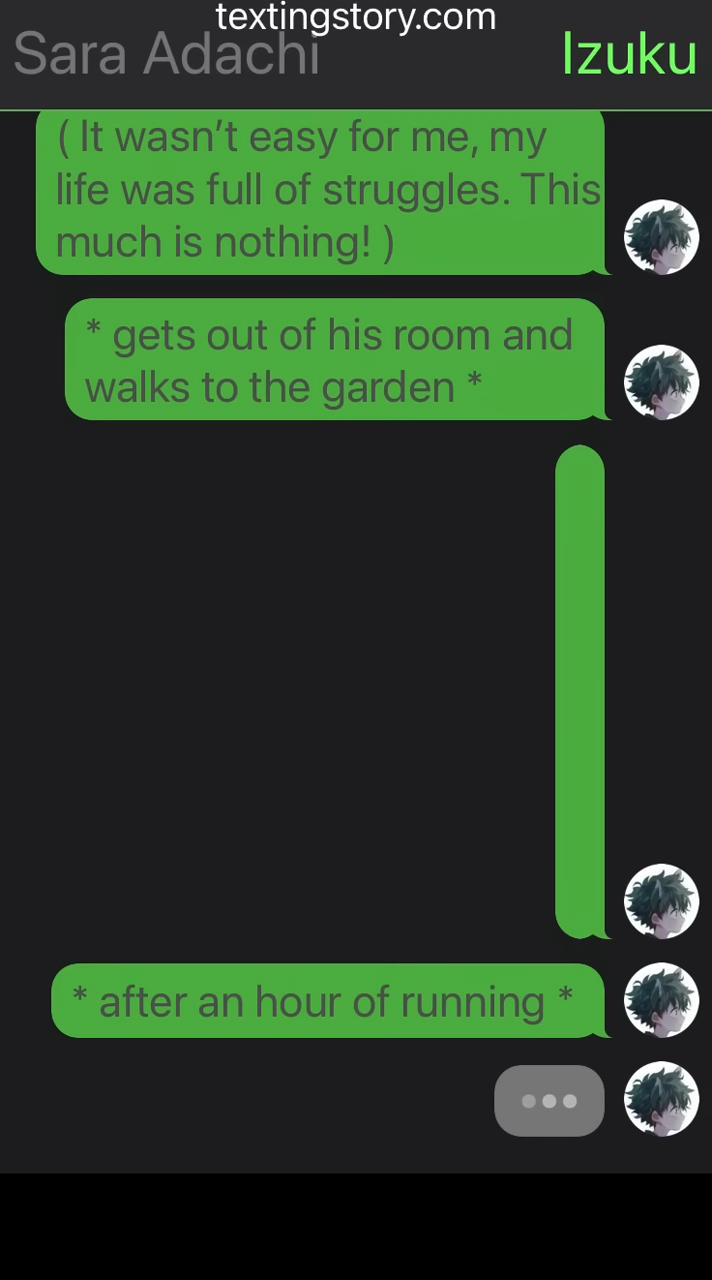 textingstory.com
Sara Adachi
Izuku
( It wasn’t easy for me, my
life was full of struggles. This
much is nothing! )
* gets out of his room and
walks to the garden *
* after an hour of running *